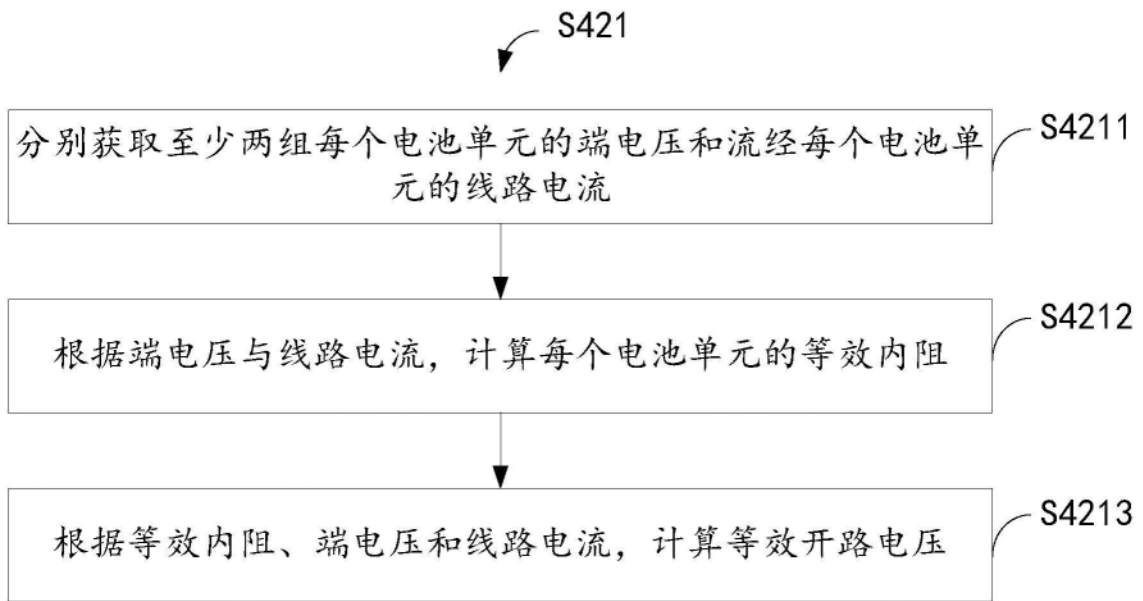 S421
分别获取至少两组每个电池单元的端电压和流经每个电池单
元的线路电流
S4211
根据端电压与线路电流，计算每个电池单元的等效内阻
S4212
根据等效内阻、端电压和线路电流，计算等效开路电压
S4213